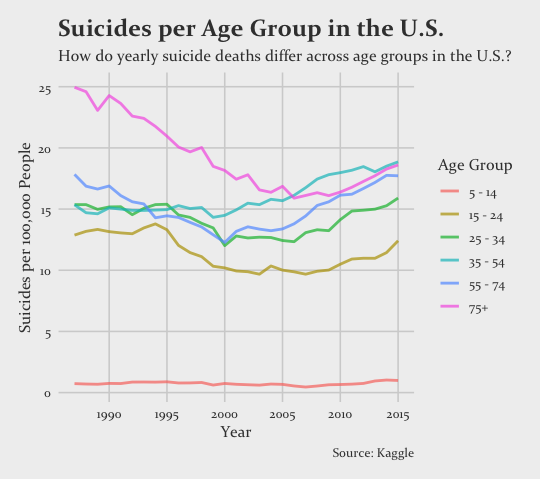 Suicides per Age Group in the U.S.
How do yearly suicide deaths differ across age groups in the U.S.?
Suicides per 100,000 People
25
20
15
10
5
0
1990 1995 2000 2005 2010 2015
Year
Age Group
5 - 14
15 - 24
25 - 34
35 - 54
55 - 74
75+
Source: Kaggle